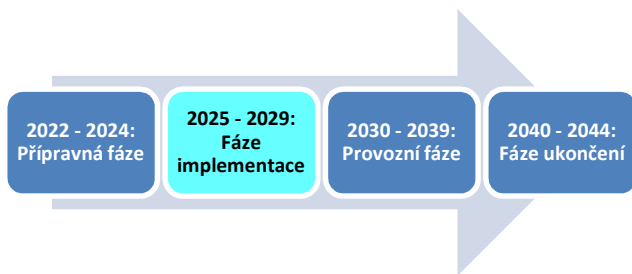 2022 - 2024:
Přípravná fáze
2025 - 2029:
Fáze
implementace
2030 - 2039:
Provozní fáze
2040 - 2044:
Fáze ukončení